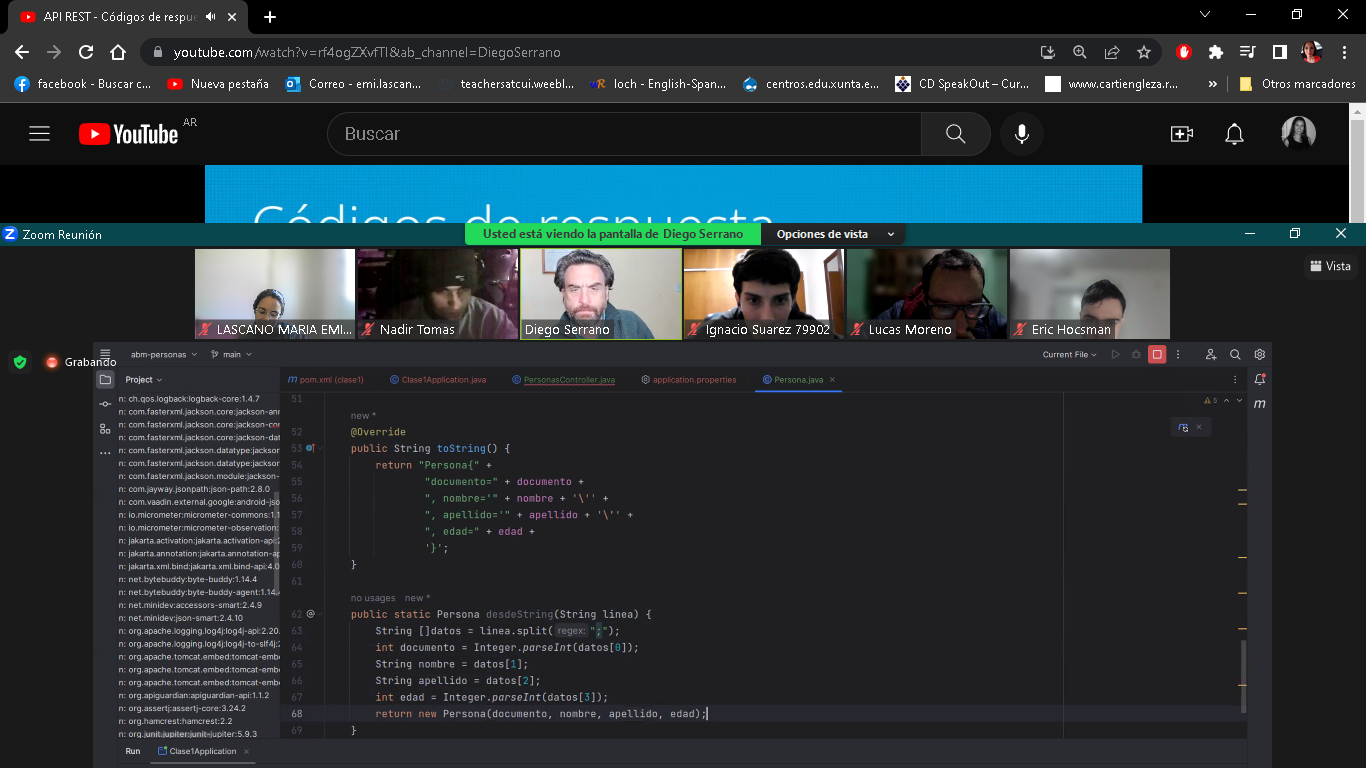 API REST - Códigos de respue
youtube.com/watch?v=rf4ogZXvfTI&ab_channel=DiegoSerrano
facebook - Buscar c...
Nueva pestaña
Correo - emi.lascan...
teachersatcui.weebl...
loch - English-Span...
centros.edu.xunta.e...
CD SpeakOut – Cur...
www.cartiengleza.r...
»
Otros marcadores
YouTube AR
Buscar
Códigos de respuesta
Zoom Reunión
Usted está viendo la pantalla de Diego Serrano
Opciones de vista
Vista
LASCANO MARIA EMI...
Nadir Tomas
Diego Serrano
Ignacio Suarez 79902
Lucas Moreno
Eric Hocsman
Grabando
abm-personas
main
Current File
Project
pom.xml (clase1)
Clase1Application.java
PersonasController.java
application.properties
Persona.java
5
n: ch.qos.logback:logback-core:1.4.7
n: com.fasterxml.jackson.core:jackson-ann
n: com.fasterxml.jackson.core:jackson-cor
n: com.fasterxml.jackson.core:jackson-dat
n: com.fasterxml.jackson.datatype:jackson
n: com.fasterxml.jackson.datatype:jackson
n: com.fasterxml.jackson.module:jackson-
n: com.jayway.jsonpath:json-path:2.8.0
n: com.vaadin.external.google:android-jso
n: io.micrometer:micrometer-commons:1.1
n: io.micrometer:micrometer-observation:
n: jakarta.activation:jakarta.activation-api:2
n: jakarta.annotation:jakarta.annotation-ap
n: jakarta.xml.bind:jakarta.xml.bind-api:4.0
n: net.bytebuddy:byte-buddy:1.14.4
n: net.bytebuddy:byte-buddy-agent:1.14.4
n: net.minidev:accessors-smart:2.4.9
n: net.minidev:json-smart:2.4.10
n: org.apache.logging.log4j:log4j-api:2.20.
n: org.apache.logging.log4j:log4j-to-slf4j:2
n: org.apache.tomcat.embed:tomcat-embe
n: org.apache.tomcat.embed:tomcat-embe
n: org.apache.tomcat.embed:tomcat-embe
n: org.apiguardian:apiguardian-api:1.1.2
n: org.assertj:assertj-core:3.24.2
n: org.hamcrest:hamcrest:2.2
n: org.junit.jupiter:junit-jupiter:5.9.3
51
new *
52 @Override
53 public String toString() {
54 return "Persona{" +
55 "documento=" + documento +
56 ", nombre='" + nombre + '\'' +
57 ", apellido='" + apellido + '\'' +
58 ", edad=" + edad +
59 '}';
60 }
61
no usages new *
62 public static Persona desdeString(String linea) {
63 String []datos = linea.split( regex: ";");
64 int documento = Integer.parseInt(datos[0]);
65 String nombre = datos[1];
66 String apellido = datos[2];
67 int edad = Integer.parseInt(datos[3]);
68 return new Persona(documento, nombre, apellido, edad);
69 }
Run
Clase1Application